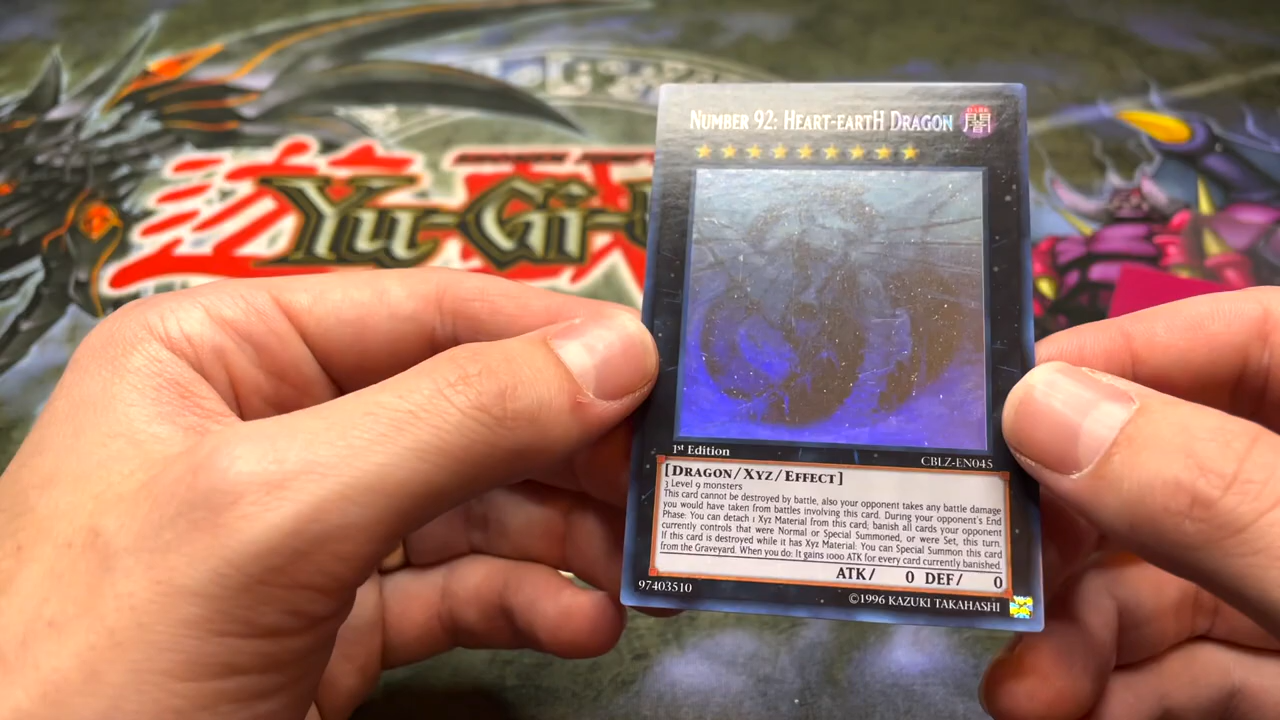 Yu-Gi-
Number 92: Heart-eartH Dragon 闇
1st Edition
CBLZ-EN045
[Dragon/Xyz/Effect]
3 Level 9 monsters
This card cannot be destroyed by battle, also your opponent takes any battle damage
you would have taken from battles involving this card. During your opponent's End
Phase: You can detach 1 Xyz Material from this card; banish all cards your opponent
currently controls that were Normal or Special Summoned, or were Set, this turn.
If this card is destroyed while it has Xyz Material: You can Special Summon this card
from the Graveyard. When you do: It gains 1000 ATK for every card currently banished.
ATK/ 0 DEF/ 0
97403510
©1996 KAZUKI TAKAHASHI